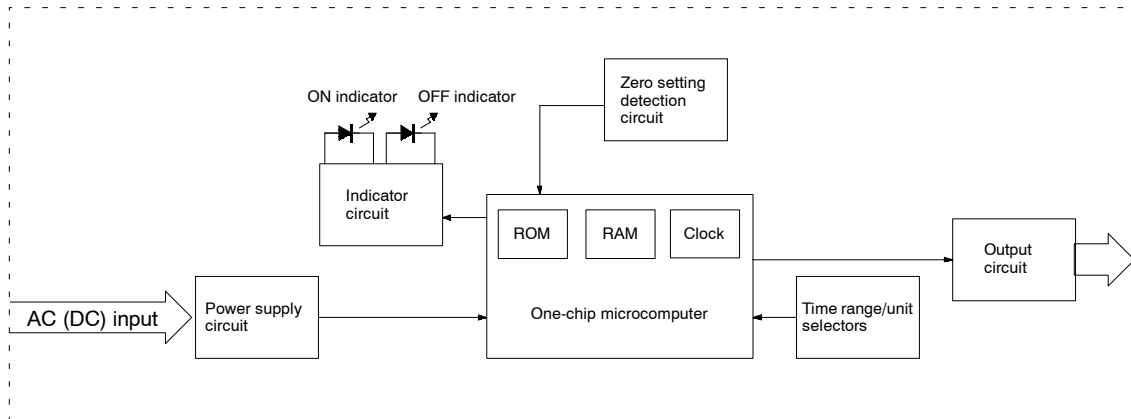 Zero setting
detection
circuit
ON indicator
OFF indicator
Indicator
circuit
ROM
RAM
Clock
One-chip microcomputer
Output
circuit
AC (DC) input
Power supply
circuit
Time range/unit
selectors